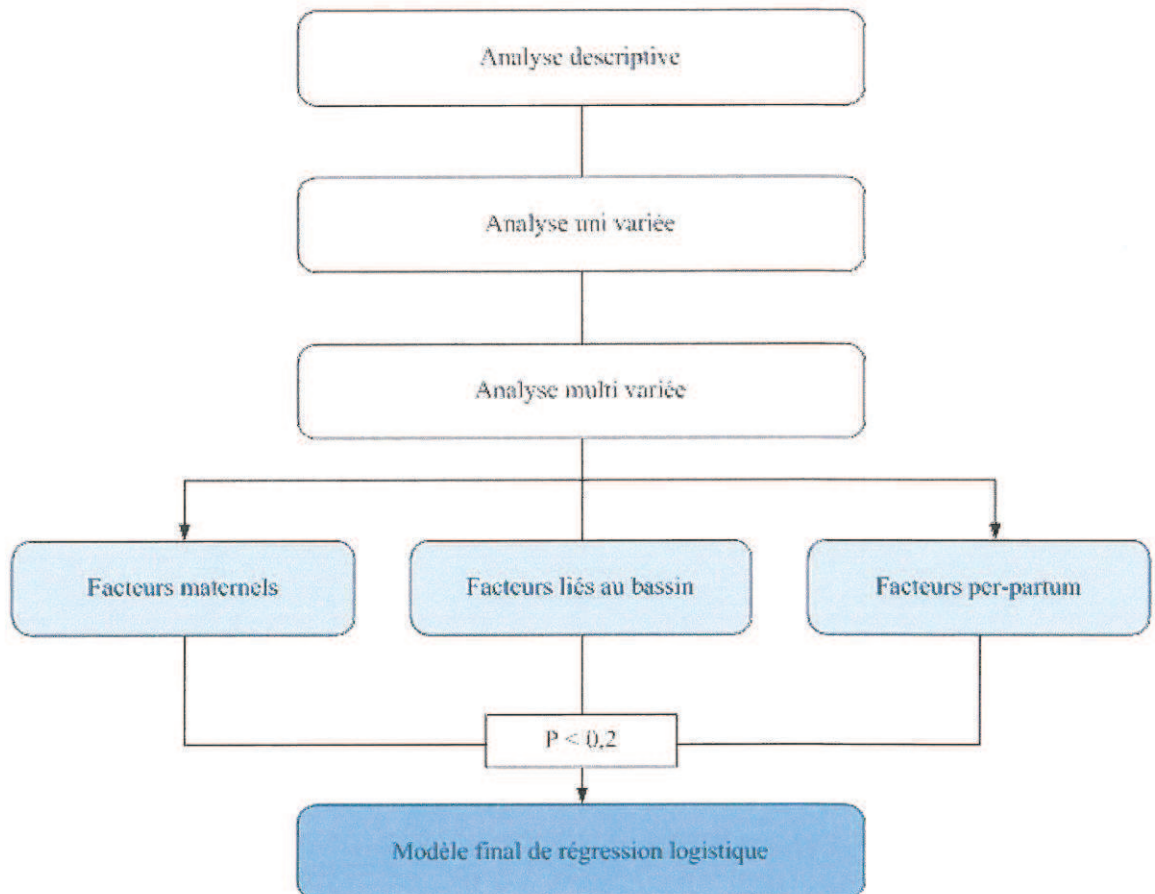 Analyse descriptive
Analyse uni variée
Analyse multi variée
Facteurs maternels
Facteurs liés au bassin
Facteurs per-partum
P < 0,2
Modèle final de régression logistique